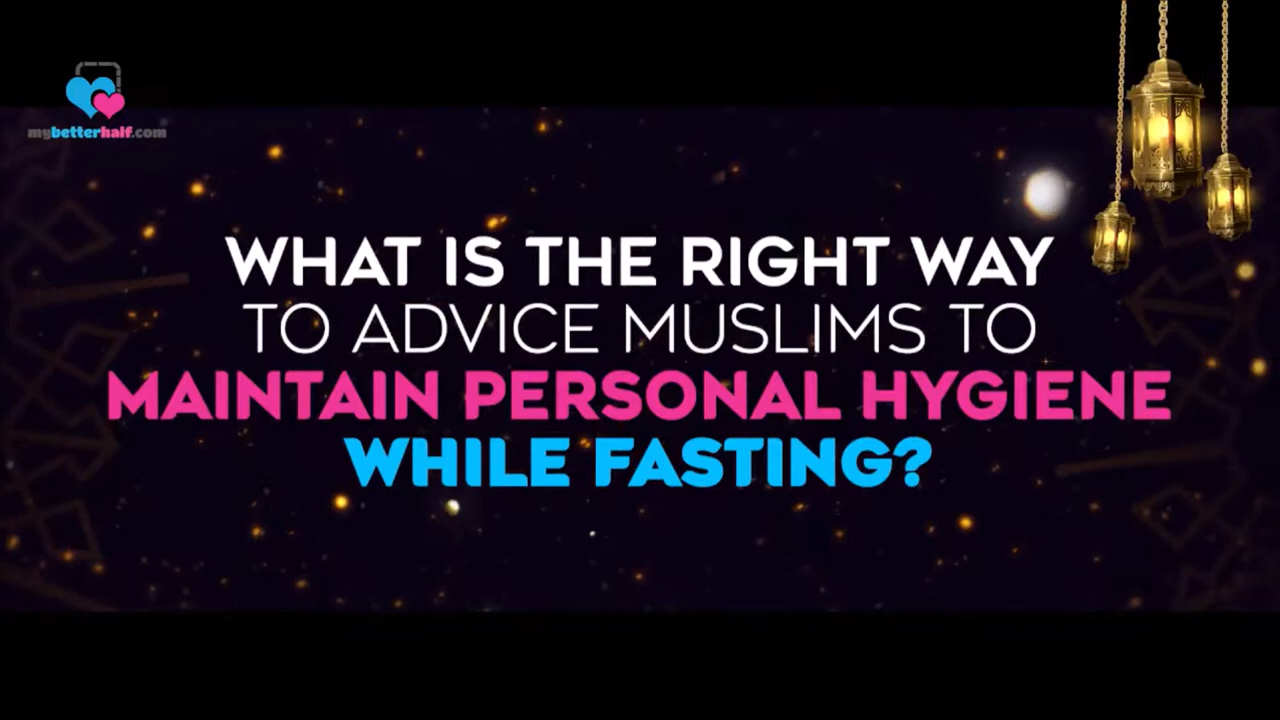 mybetterhalf.com
WHAT IS THE RIGHT WAY
TO ADVICE MUSLIMS TO
MAINTAIN PERSONAL HYGIENE
WHILE FASTING?